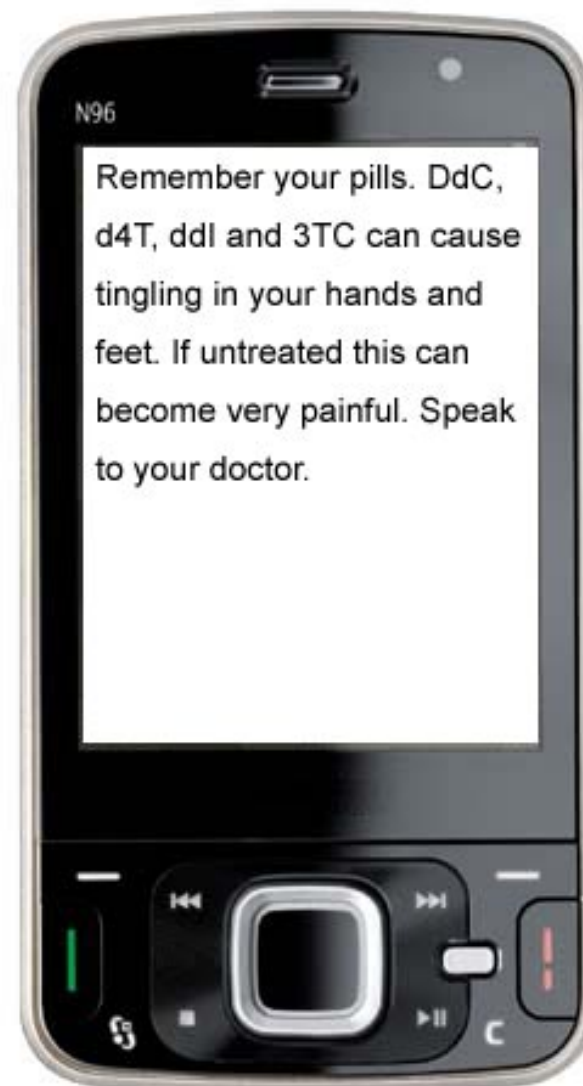 N96
Remember your pills. DdC,
d4T, ddI and 3TC can cause
tingling in your hands and
feet. If untreated this can
become very painful. Speak
to your doctor.
C